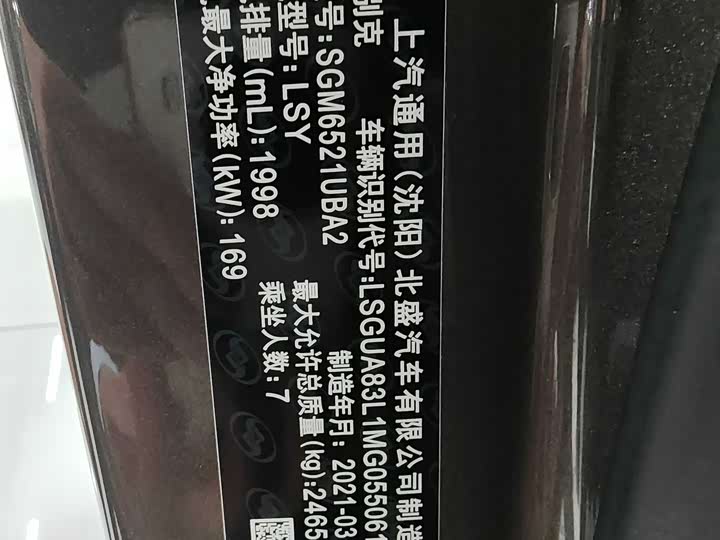 上汽通用(沈阳)北盛汽车有限公司制造
别克 车辆识别代号:LSGUA83L1MG055061
号:SGM6521UBA2 制造年月: 2021-03
型号: LSY 最大允许总质量(kg):2465
排量(mL): 1998 乘坐人数: 7
最大净功率(kW): 169